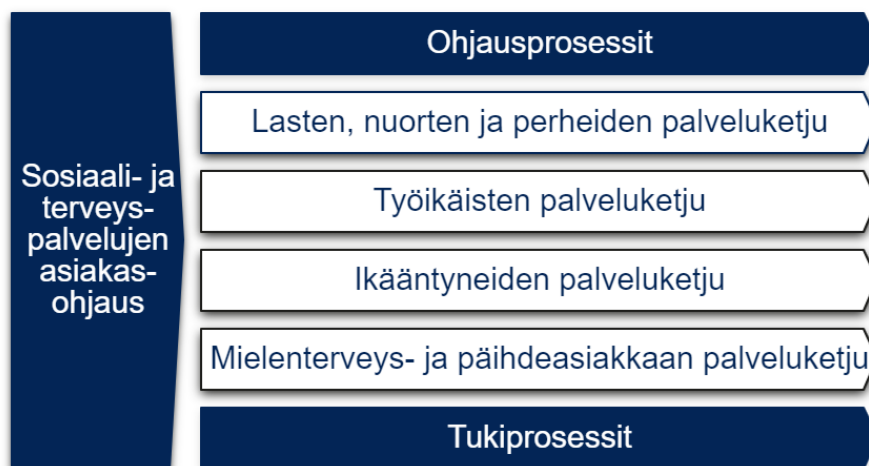 Sosiaali- ja
terveys-
palvelujen
asiakas-
ohjaus
Ohjausprosessit
Lasten, nuorten ja perheiden palveluketju
Työikäisten palveluketju
Ikääntyneiden palveluketju
Mielenterveys- ja päihdeasiakkaan palveluketju
Tukiprosessit